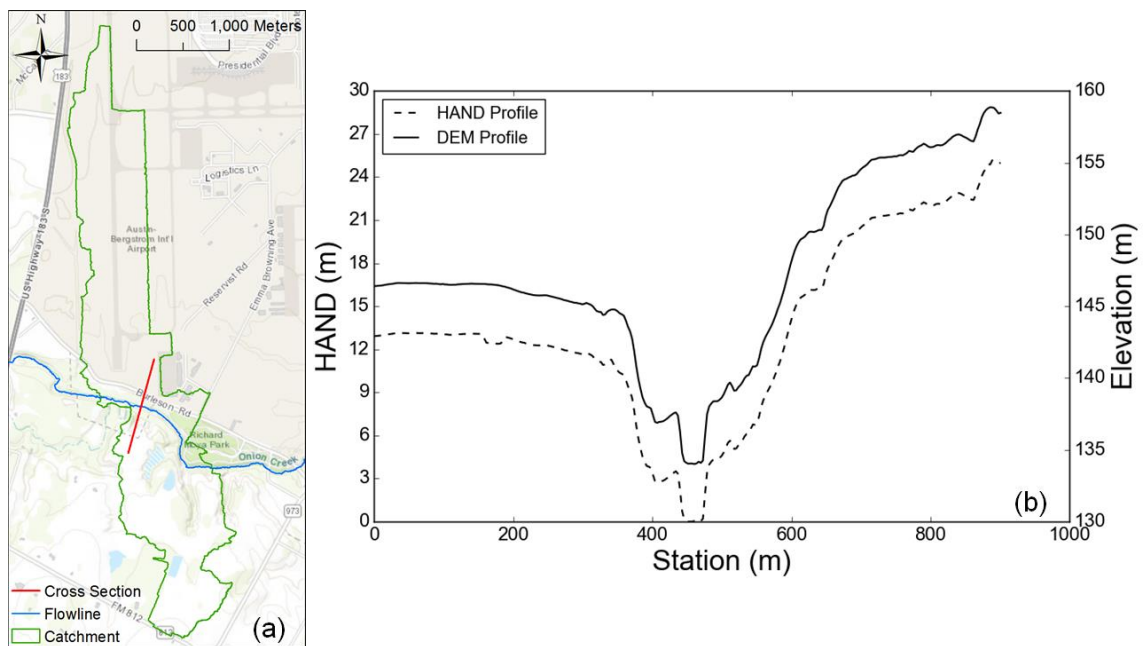 N
0 500 1,000 Meters
Presidential Blvd
McCa
183
US Highway 183 S
Logistics Ln
Austin-
Bergstrom Int'l
Airport
Reservist Rd
Emma Browning Ave
Burleson Rd
Richard
Moya Park
Onion Creek
973
FM 812
812
Cross Section
Flowline
Catchment
(a)
HAND Profile
DEM Profile
HAND (m)
30
27
24
21
18
15
12
9
6
3
0
0 200 400 600 800 1000
Station (m)
160
155
150
145
140
135
130
Elevation (m)
(b)